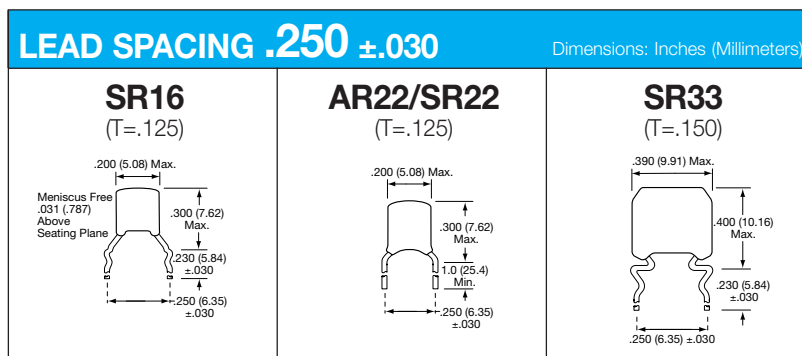 LEAD SPACING .250 ±.030
Dimensions: Inches (Millimeters)
SR16
(T=.125)
.200 (5.08) Max.
Meniscus Free
.031 (.787)
Above
Seating Plane
.300 (7.62)
Max.
.230 (5.84)
±.030
.250 (6.35)
±.030
AR22/SR22
(T=.125)
.200 (5.08) Max.
.300 (7.62)
Max.
1.0 (25.4)
Min.
.250 (6.35)
±.030
SR33
(T=.150)
.390 (9.91) Max.
.400 (10.16)
Max.
.230 (5.84)
±.030
.250 (6.35) ±.030